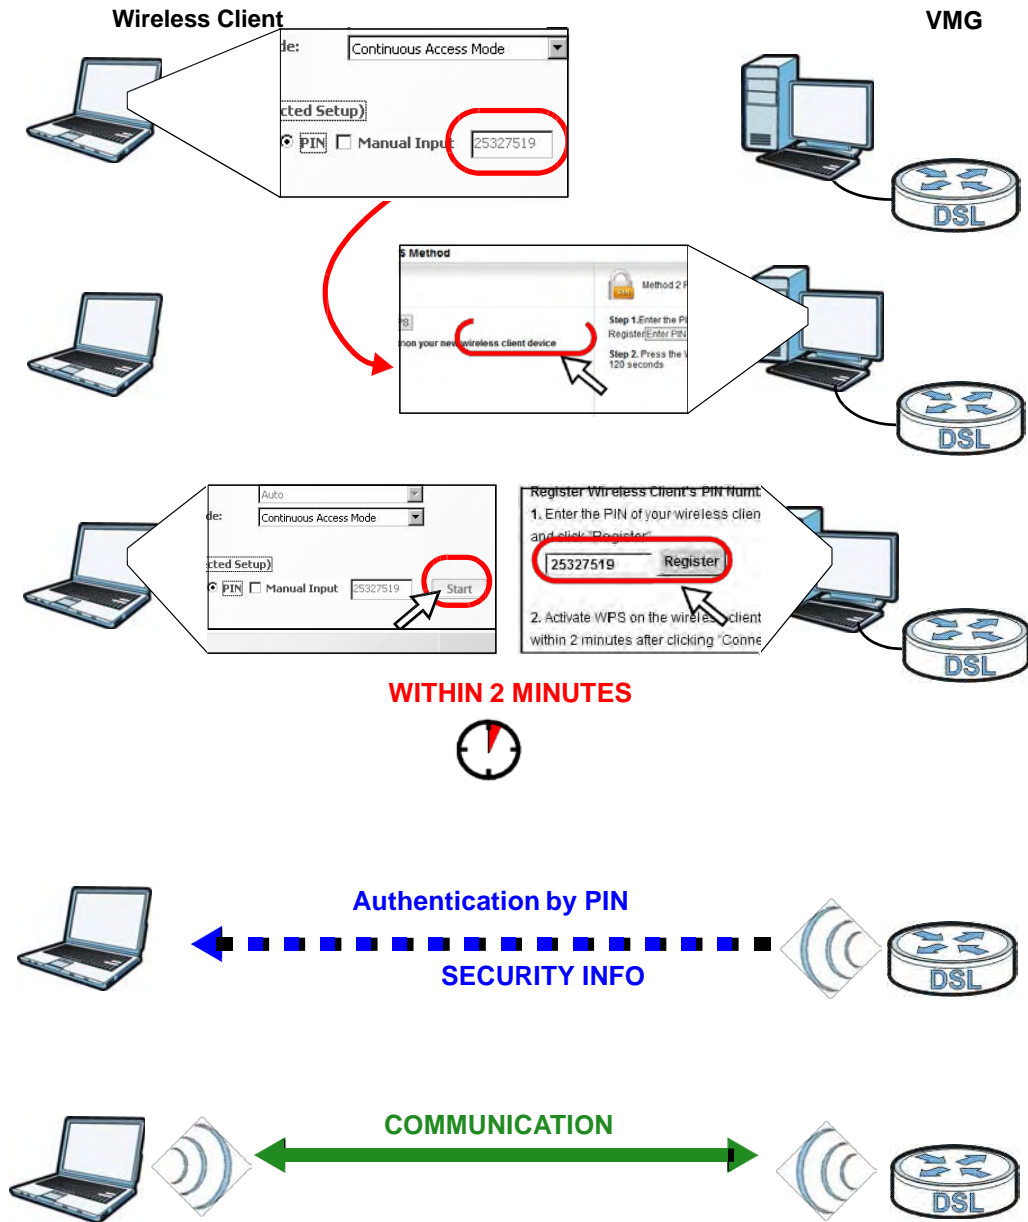 Wireless Client
VMG
de:
Continuous Access Mode
cted Setup)
PIN
Manual Input
25327519
DSL
S Method
Method 2
Step 1.Enter the
Register
Enter PIN
on your new wireless client device
Step 2. Press the
120 seconds
DSL
Auto
de:
Continuous Access Mode
cted Setup)
PIN
Manual Input
25327519
Start
Register Wireless Client's PIN
1. Enter the PIN of your wireless
and click "Register"
25327519
Register
2. Activate WPS on the wireless client
within 2 minutes after clicking
DSL
WITHIN 2 MINUTES
Authentication by PIN
SECURITY INFO
DSL
COMMUNICATION
DSL